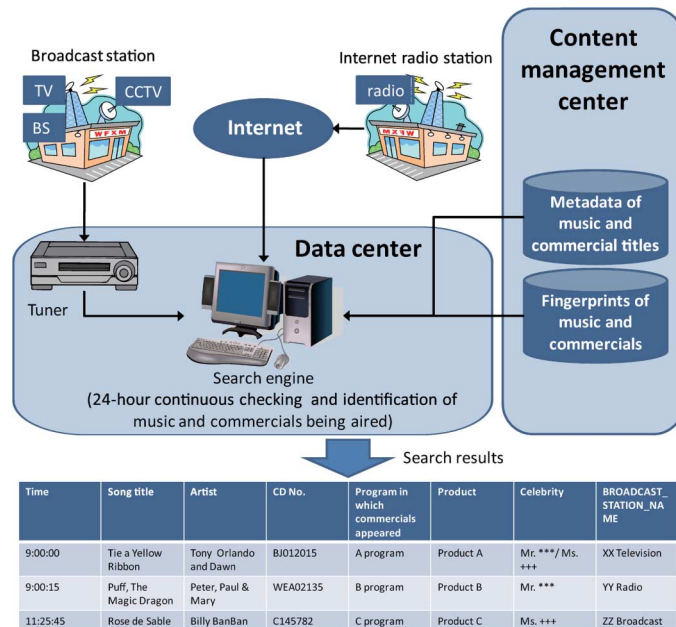 Broadcast station
TV
CCTV
BS
WFXM
Internet radio station
radio
WFXM
Internet
Content
management
center
Metadata of
music and
commercial titles
Fingerprints of
music and
commercials
Data center
Tuner
Search engine
(24-hour continuous checking and identification of
music and commercials being aired)
Search results
Time
Song title
Artist
CD No.
Program in
which
commercials
appeared
Product
Celebrity
BROADCAST_
STATION_NA
ME
9:00:00
Tie a Yellow
Ribbon
Tony Orlando
and Dawn
BJ012015
A program
Product A
Mr. ***/ Ms.
+++
XX Television
9:00:15
Puff, The
Magic Dragon
Peter, Paul &
Mary
WEA02135
B program
Product B
Mr. ***
YY Radio
11:25:45
Rose de Sable
Billy BanBan
C145782
C program
Product C
Ms. +++
ZZ Broadcast